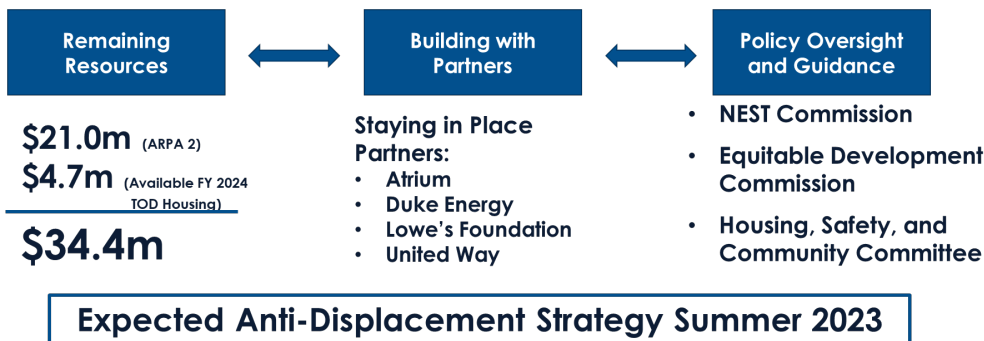 Remaining
Resources
Building with
Partners
Policy Oversight
and Guidance
$21.0m (ARPA 2)
$4.7m (Available FY 2024
TOD Housing)
$34.4m
Staying in Place
Partners:
• Atrium
• Duke Energy
• Lowe's Foundation
• United Way
• NEST Commission
• Equitable Development
Commission
• Housing, Safety, and
Community Committee
Expected Anti-Displacement Strategy Summer 2023